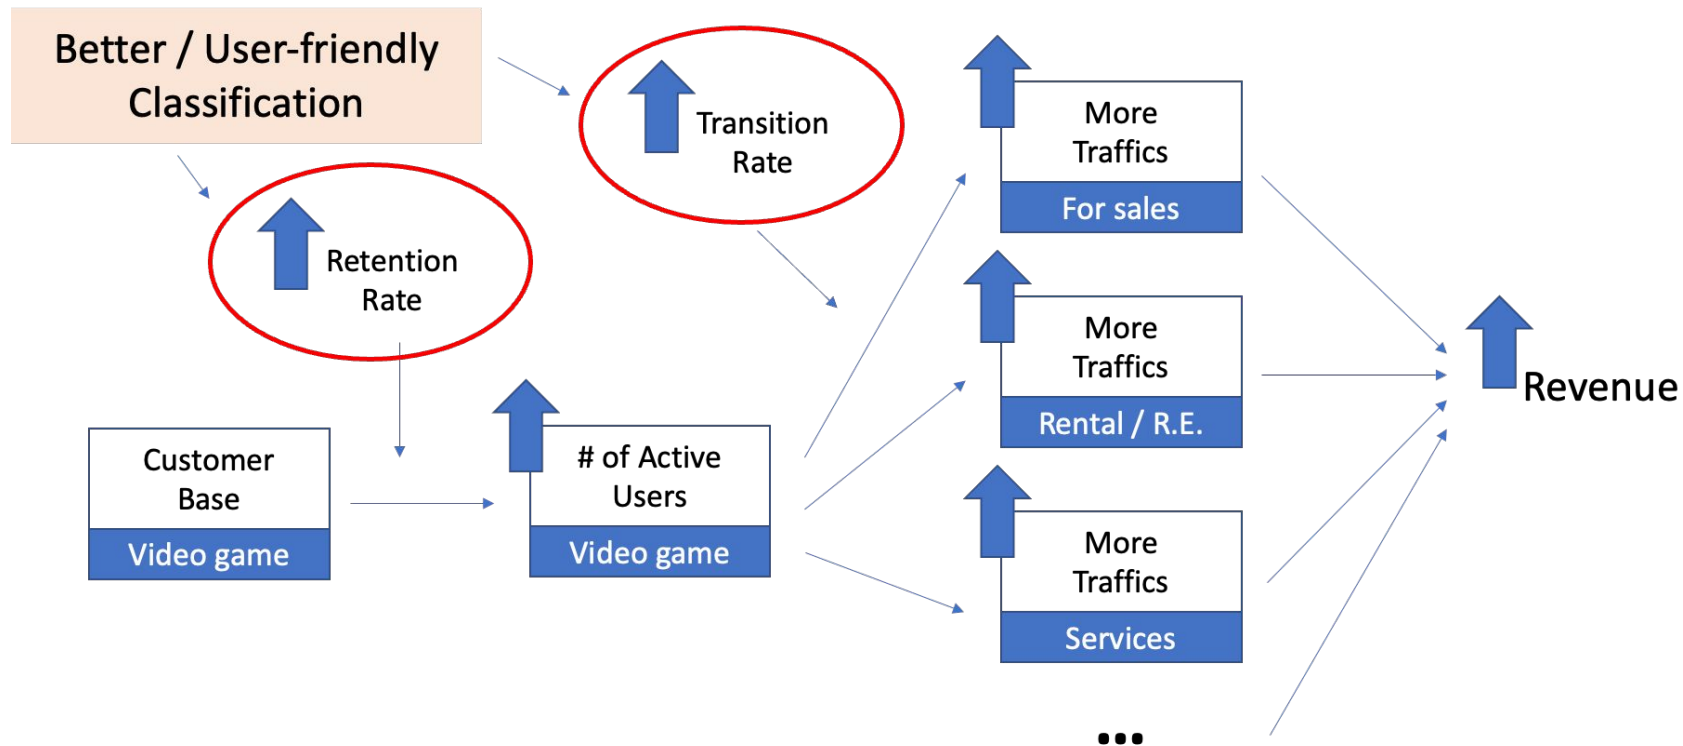 Better / User-friendly
Classification
Transition
Rate
Retention
Rate
Customer
Base
Video game
# of Active
Users
Video game
More
Traffics
For sales
More
Traffics
Rental / R.E.
More
Traffics
Services
...
Revenue